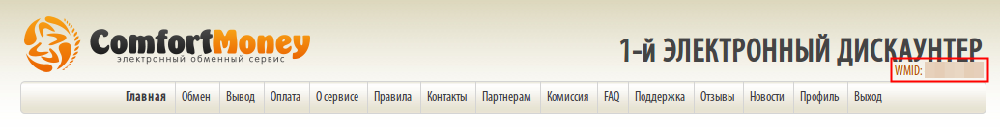 ComfortMoney
электронный обменный сервис
1-й ЭЛЕКТРОННЫЙ ДИСКАУНТЕР
WMID:
Главная Обмен Вывод Оплата О сервисе Правила Контакты Партнерам Комиссия FAQ Поддержка Отзывы Новости Профиль Выход